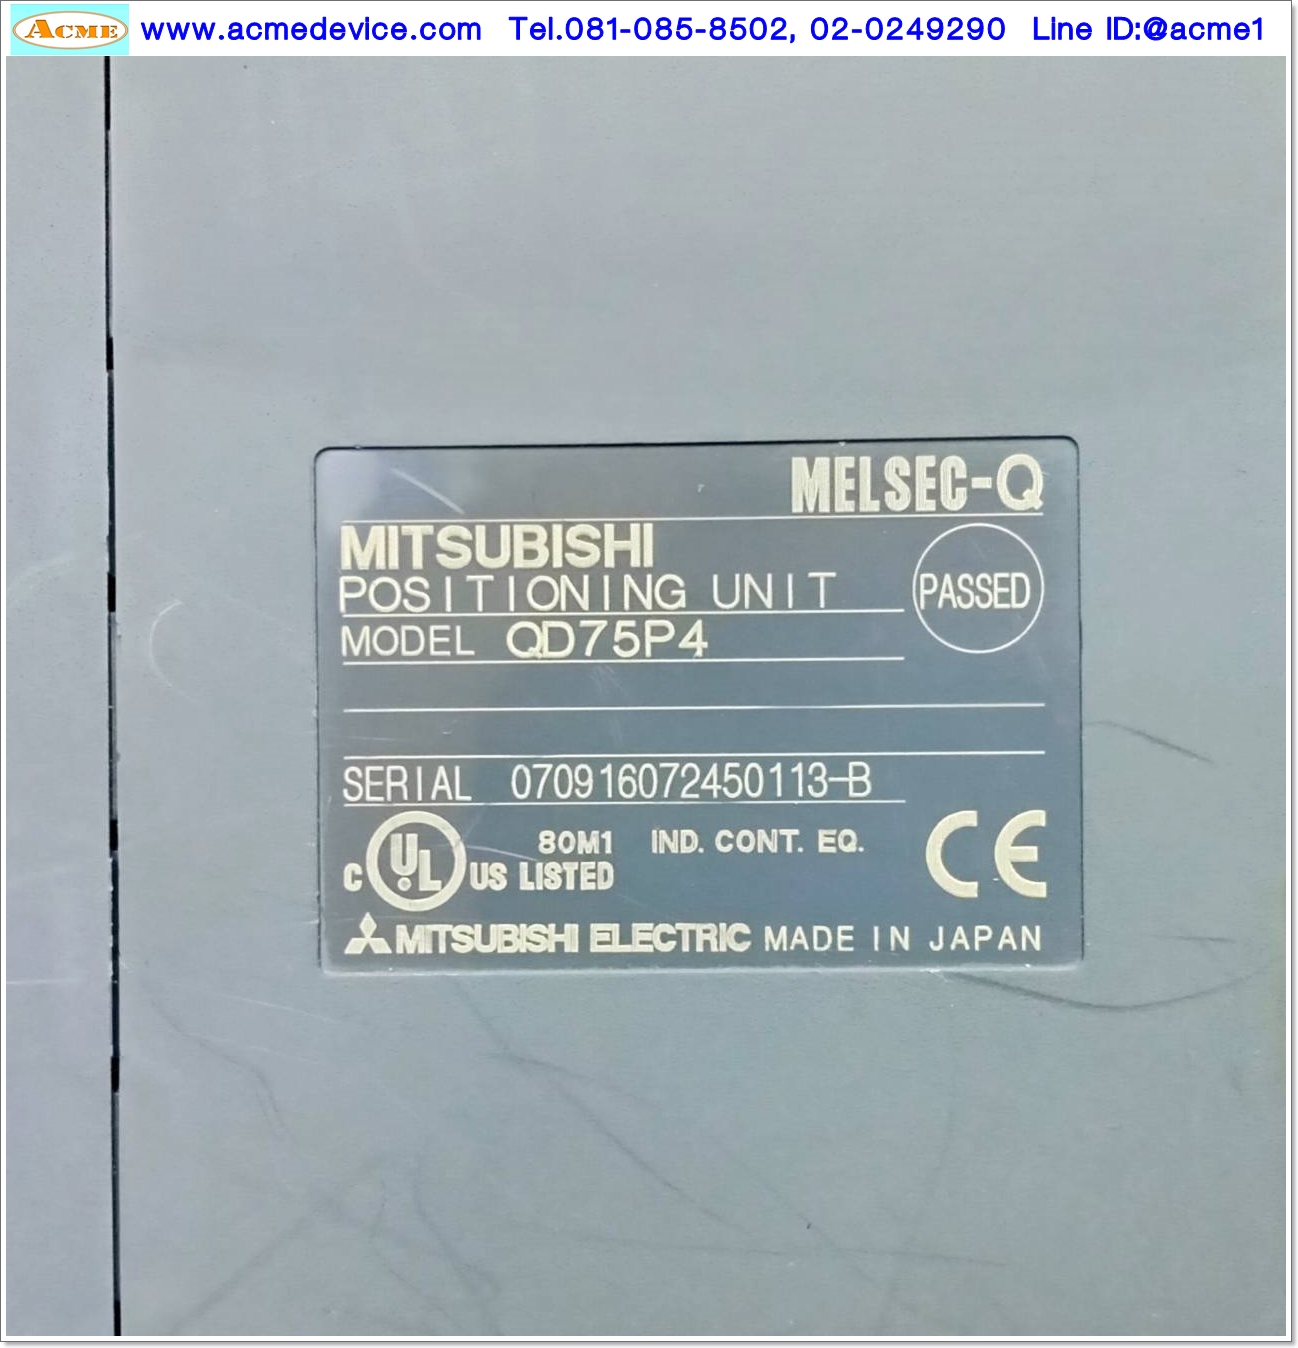 ACME www.acmedevice.com Tel.081-085-8502, 02-0249290 Line ID:@acme1
MELSEC-Q
MITSUBISHI
POSITIONING UNIT
PASSED
MODEL QD75P4
SERIAL 070916072450113-B
C UL US LISTED 80M1 IND. CONT. EQ.
CE
MITSUBISHI ELECTRIC MADE IN JAPAN